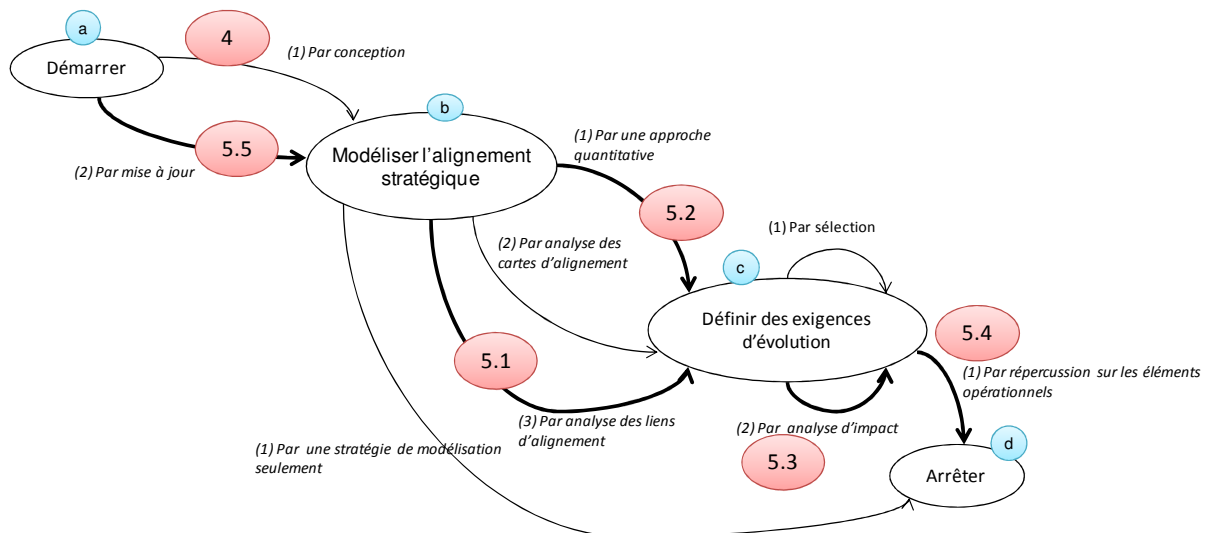 a
4
Démarrer
(1) Par conception
b
5.5
(2) Par mise à jour
Modéliser l'alignement
stratégique
(1) Par une approche
quantitative
5.2
(1) Par sélection
(2) Par analyse des
cartes d'alignement
c
Définir des exigences
d'évolution
5.4
5.1
(1) Par répercussion sur les éléments
opérationnels
(3) Par analyse des liens
d'alignement
(2) Par analyse d'impact
(1) Par une stratégie de modélisation
seulement
5.3
d
Arrêter